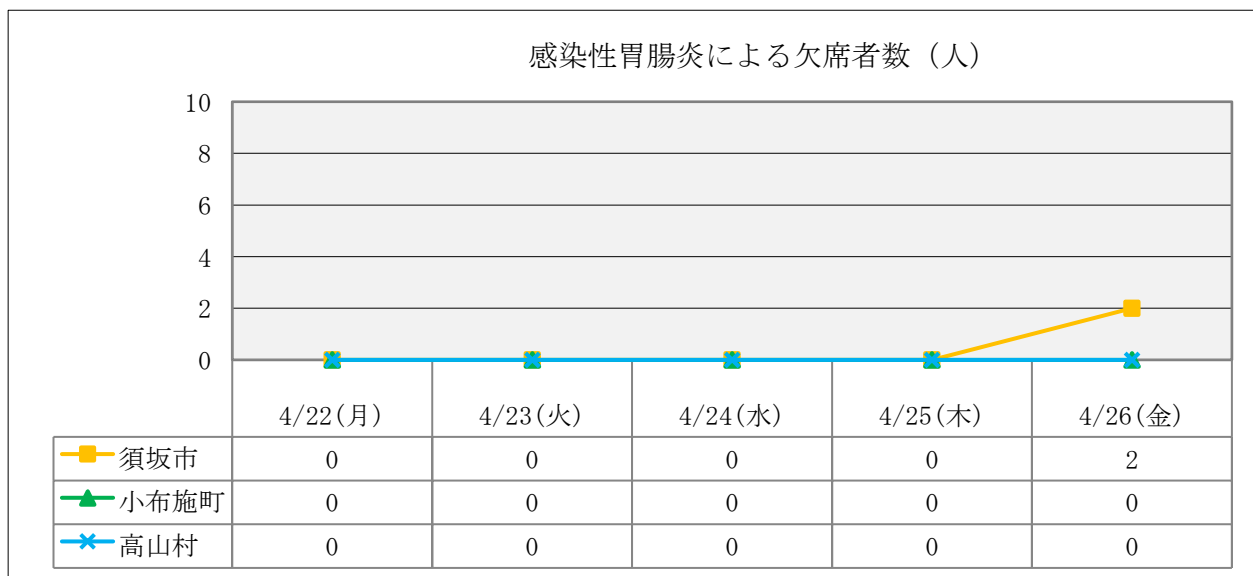 感染性胃腸炎による欠席者数（人）
10
8
6
4
2
0
4/22(月) 4/23(火) 4/24(水) 4/25(木) 4/26(金)
須坂市 0 0 0 0 2
小布施町 0 0 0 0 0
高山村 0 0 0 0 0